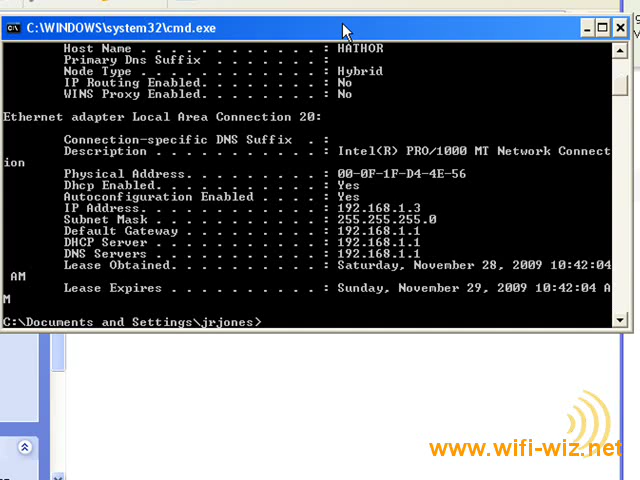 C:\WINDOWS\system32\cmd.exe
Host Name . . . . . . . . . . . . : HATHOR
Primary Dns Suffix  . . . . . . . :
Node Type . . . . . . . . . . . . : Hybrid
IP Routing Enabled. . . . . . . . : No
WINS Proxy Enabled. . . . . . . . : No
Ethernet adapter Local Area Connection 20:
Connection-specific DNS Suffix  . :
Description . . . . . . . . . . . : Intel(R) PRO/1000 MT Network Connect
ion
Physical Address. . . . . . . . . : 00-0F-1F-D4-4E-56
Dhcp Enabled. . . . . . . . . . . : Yes
Autoconfiguration Enabled . . . . : Yes
IP Address. . . . . . . . . . . . : 192.168.1.3
Subnet Mask . . . . . . . . . . . : 255.255.255.0
Default Gateway . . . . . . . . . : 192.168.1.1
DHCP Server . . . . . . . . . . . : 192.168.1.1
DNS Servers . . . . . . . . . . . : 192.168.1.1
Lease Obtained. . . . . . . . . . : Saturday, November 28, 2009 10:42:04
AM
Lease Expires . . . . . . . . . . : Sunday, November 29, 2009 10:42:04 A
M
C:\Documents and Settings\jrjones>
www.wifi-wiz.net